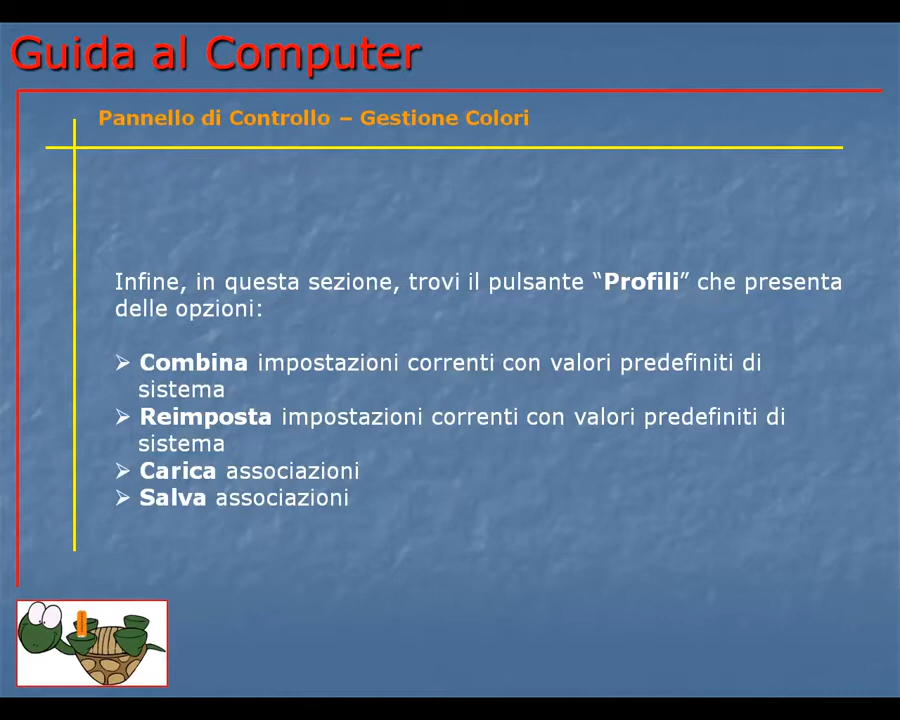 Guida al Computer
Pannello di Controllo – Gestione Colori
Infine, in questa sezione, trovi il pulsante “Profili” che presenta
delle opzioni:
➢ Combina impostazioni correnti con valori predefiniti di
sistema
➢ Reimposta impostazioni correnti con valori predefiniti di
sistema
➢ Carica associazioni
➢ Salva associazioni